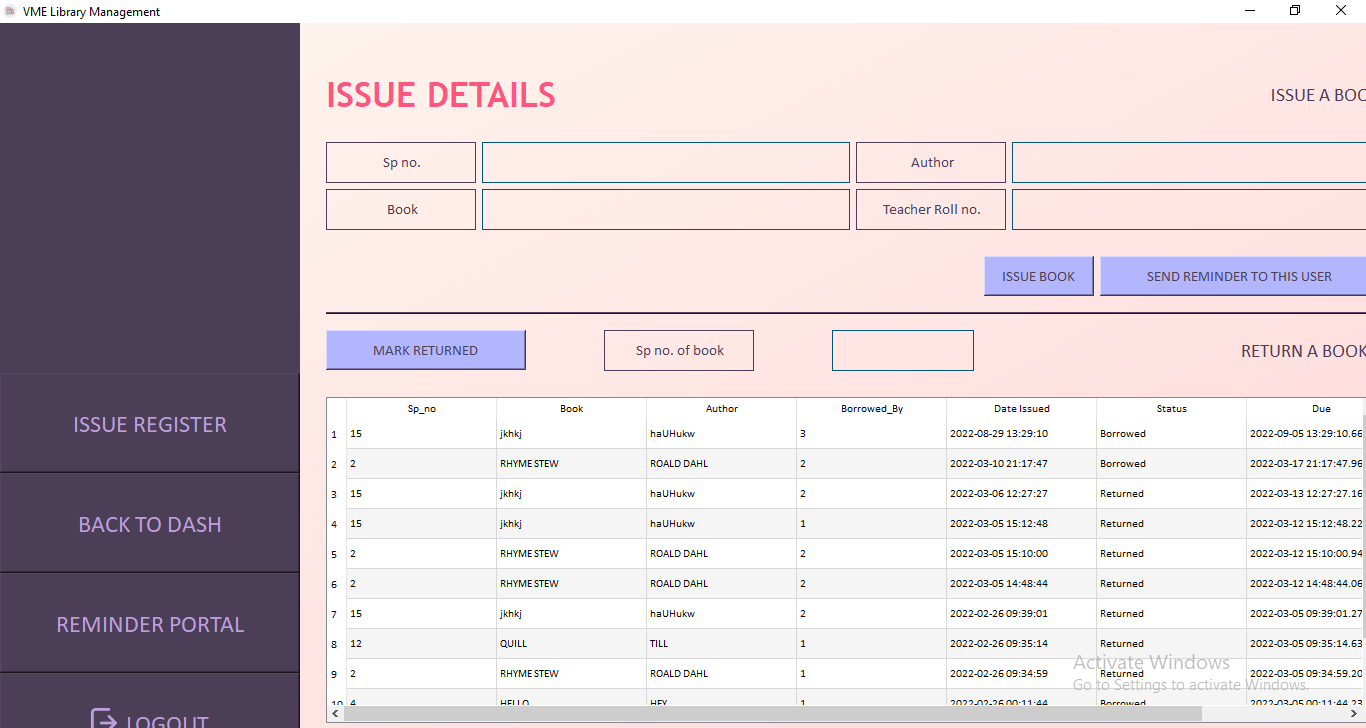 VME Library Management
ISSUE DETAILS
ISSUE A BOO
Sp no.
Author
Book
Teacher Roll no.
ISSUE BOOK
SEND REMINDER TO THIS USER
MARK RETURNED
Sp no. of book
RETURN A BOOK
ISSUE REGISTER
BACK TO DASH
REMINDER PORTAL
LOGOUT
Sp_no Book Author Borrowed_By Date Issued Status Due
1 15 jkhkj haUHukw 3 2022-08-29 13:29:10 Borrowed 2022-09-05 13:29:10.66
2 2 RHYME STEW ROALD DAHL 2 2022-03-10 21:17:47 Borrowed 2022-03-17 21:17:47.96
3 15 jkhkj haUHukw 2 2022-03-06 12:27:27 Returned 2022-03-13 12:27:27.16
4 15 jkhkj haUHukw 1 2022-03-05 15:12:48 Returned 2022-03-12 15:12:48.22
5 2 RHYME STEW ROALD DAHL 2 2022-03-05 15:10:00 Returned 2022-03-12 15:10:00.94
6 2 RHYME STEW ROALD DAHL 2 2022-03-05 14:48:44 Returned 2022-03-12 14:48:44.06
7 15 jkhkj haUHukw 2 2022-02-26 09:39:01 Returned 2022-03-05 09:39:01.27
8 12 QUILL TILL 1 2022-02-26 09:35:14 Returned 2022-03-05 09:35:14.63
9 2 RHYME STEW ROALD DAHL 1 2022-02-26 09:34:59 Returned 2022-03-05 09:34:59.20
10 4 HELLO HEY 1 2022-02-26 00:11:44 Borrowed 2022-03-05 00:11:44.23
Activate Windows
Go to Settings to activate Windows.